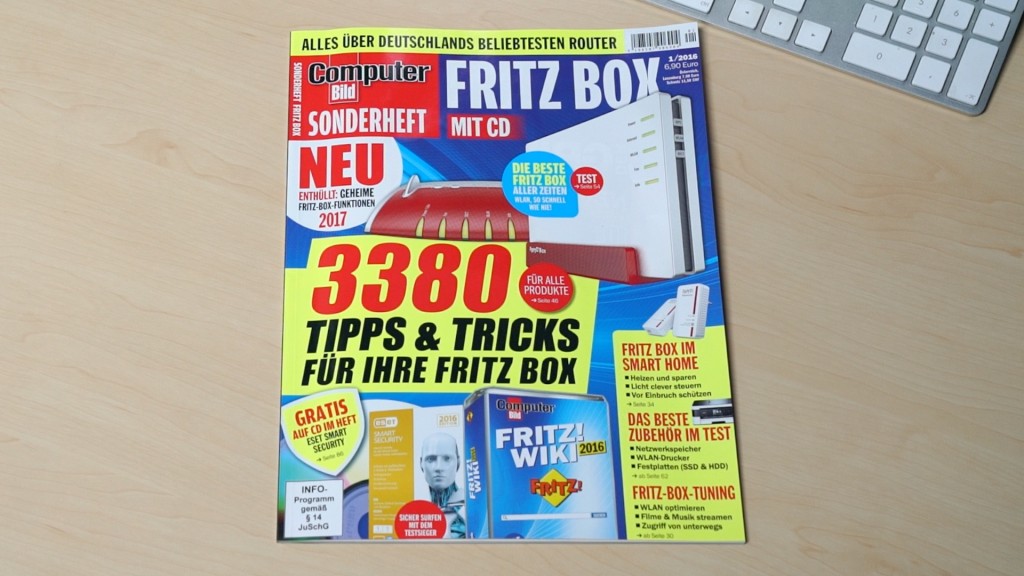 ALLES ÜBER DEUTSCHLANDS BELIEBTESTEN ROUTER
SONDERHEFT FRITZ BOX
Computer
Bild
SONDERHEFT
FRITZ BOX
MIT CD
1/2016
6,90 Euro
NEU
ENTHÜLLT: GEHEIME
FRITZ-BOX-FUNKTIONEN
2017
DIE BESTE
FRITZ BOX
ALLER ZEITEN
WLAN, SO SCHNELL
WIE NIE!
TEST
➔ Seite 54
3380
TIPPS & TRICKS
FÜR IHRE FRITZ BOX
FÜR ALLE
PRODUKTE
➔ Seite 46
FRITZ BOX IM
SMART HOME
■ Heizen und sparen
■ Licht clever steuern
■ Vor Einbruch schützen
➔ Seite 34
DAS BESTE
ZUBEHÖR IM TEST
■ Netzwerkspeicher
■ WLAN-Drucker
■ Festplatten (SSD & HDD)
➔ ab Seite 62
FRITZ-BOX-TUNING
■ WLAN optimieren
■ Filme & Musik streamen
■ Zugriff von unterwegs
➔ ab Seite 30
GRATIS
AUF CD IM HEFT
ESET SMART
SECURITY
➔ Seite 86
INFO-
Programm
gemäß
§ 14
JuSchG
eset
SMART
SECURITY
2016
SICHER SURFEN
MIT DEM
TESTSIEGER
Computer
Bild
FRITZ!
WIKI
2016
FRITZ!
FRITZ!
WIKI